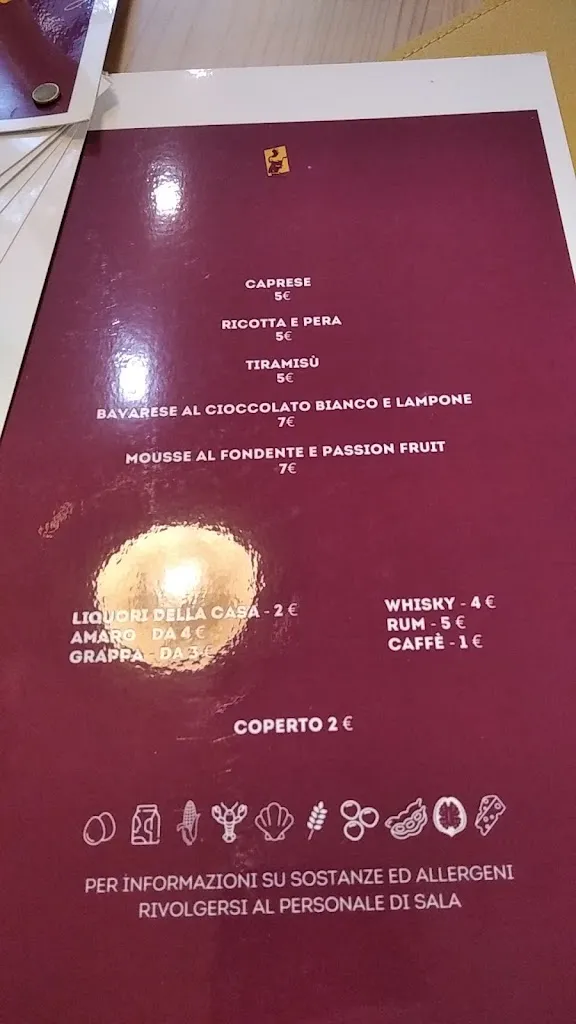 CAPRESE
5€
RICOTTA E PERA
5€
TIRAMISÙ
5€
BAVARESE AL CIOCCOLATO BIANCO E LAMPONE
7€
MOUSSE AL FONDENTE E PASSION FRUIT
7€
LIQUORI DELLA CASA - 2 €
AMARO DA 4 €
GRAPPA - DA 3 €
WHISKY - 4 €
RUM - 5 €
CAFFÈ - 1 €
COPERTO 2 €
PER INFORMAZIONI SU SOSTANZE ED ALLERGENI
RIVOLGERSI AL PERSONALE DI SALA